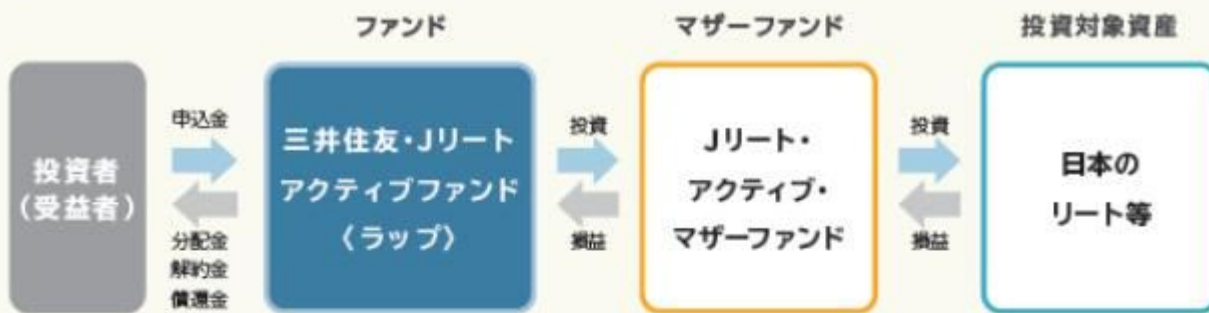 ファンド
マザーファンド
投資対象資産
投資者
（受益者）
申込金
分配金
解約金
償還金
三井住友・Jリート
アクティブファンド
〈ラップ〉
投資
損益
Jリート・
アクティブ・
マザーファンド
投資
損益
日本の
リート等